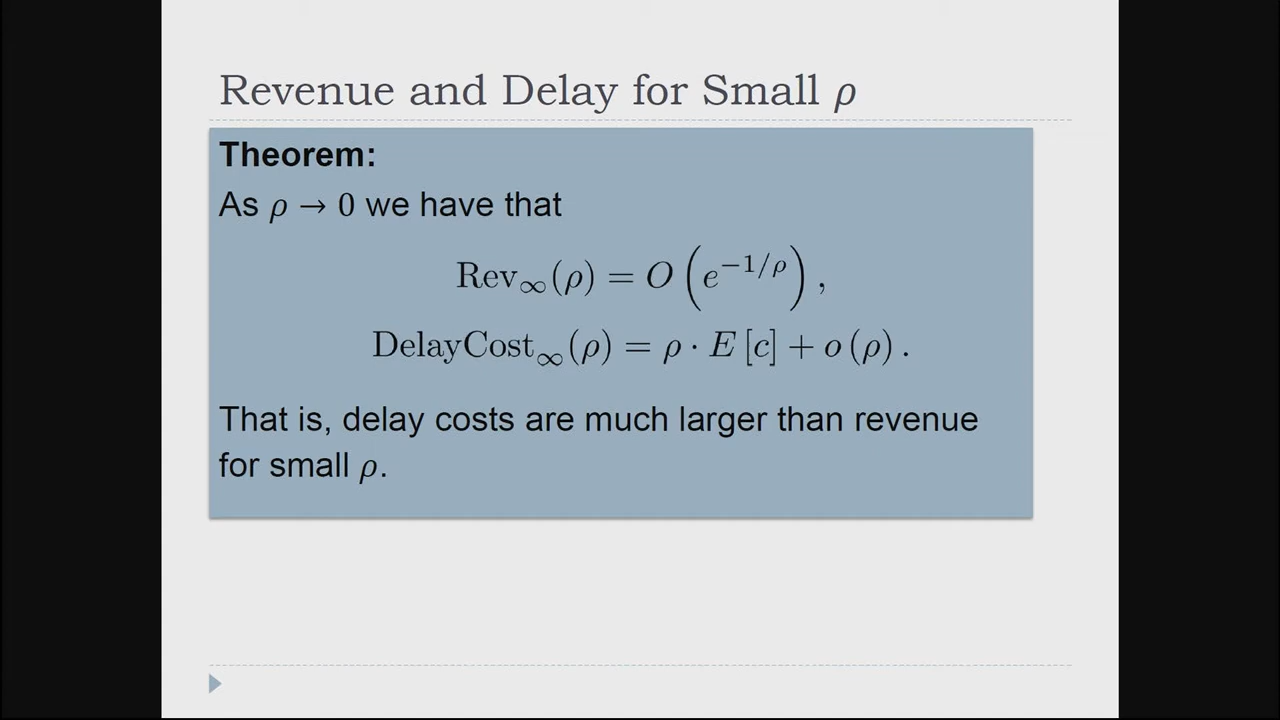 Revenue and Delay for Small ρ
Theorem:
As ρ → 0 we have that
Rev∞(ρ) = O(e^{−1/ρ}),
DelayCost∞(ρ) = ρ · E[c] + o(ρ).
That is, delay costs are much larger than revenue
for small ρ.